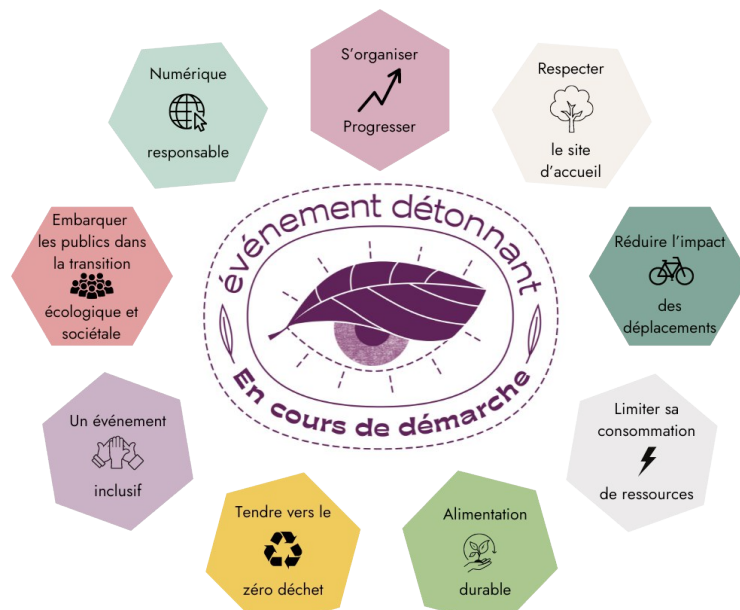 S’organiser
Progresser
Respecter
le site
d’accueil
Réduire l’impact
des
déplacements
Limiter sa
consommation
de ressources
Alimentation
durable
Tendre vers le
zéro déchet
Un événement
inclusif
Embarquer
les publics dans
la transition
écologique et
sociétale
Numérique
responsable
événement détonnant
En cours de démarche